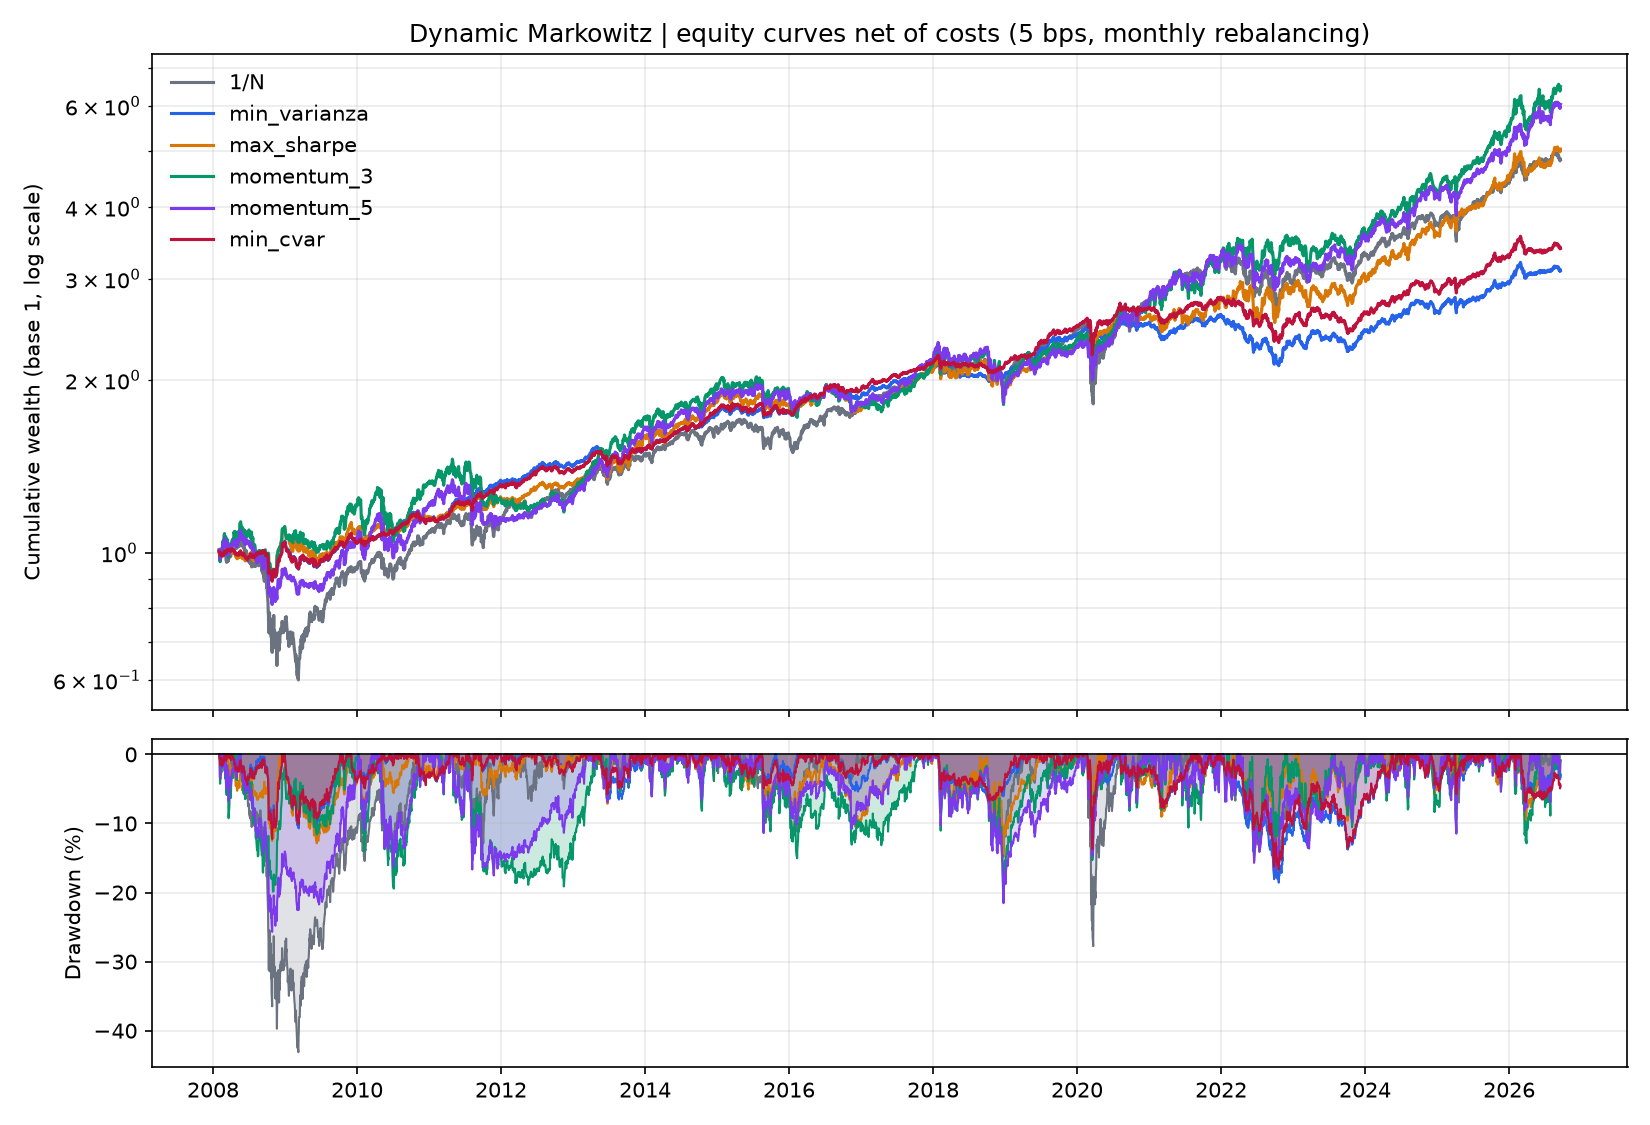 Dynamic Markowitz | equity curves net of costs (5 bps, monthly rebalancing)
Cumulative wealth (base 1, log scale)
6 × 10⁰
4 × 10⁰
3 × 10⁰
2 × 10⁰
10⁰
6 × 10⁻¹
1/N
min_varianza
max_sharpe
momentum_3
momentum_5
min_cvar
Drawdown (%)
0
−10
−20
−30
−40
2008 2010 2012 2014 2016 2018 2020 2022 2024 2026